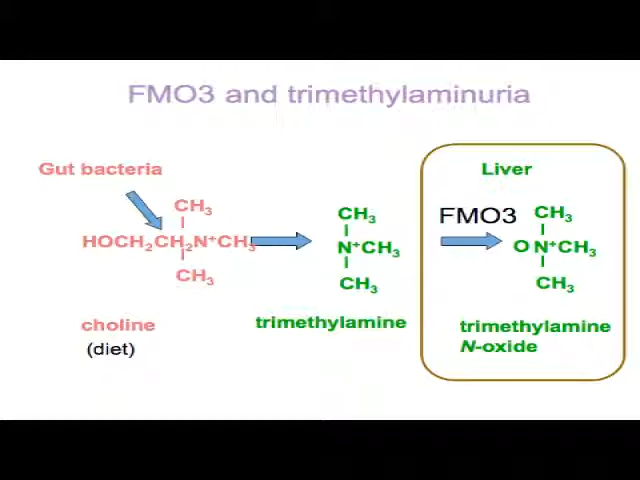 FMO3 and trimethylaminuria
Gut bacteria
CH3
HOCH2CH2N+CH3
CH3
choline
(diet)
CH3
N+CH3
CH3
trimethylamine
Liver
FMO3
CH3
O N+CH3
CH3
trimethylamine
N-oxide